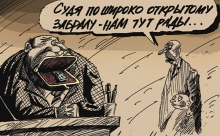 Судя по широко открытому
забралу - нам тут рады...